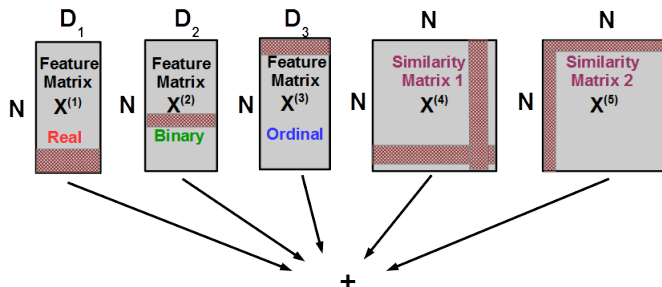 D1 D2 D3 N N
Feature Matrix X(1) Real
Feature Matrix X(2) Binary
Feature Matrix X(3) Ordinal
Similarity Matrix 1 X(4)
Similarity Matrix 2 X(5)
N N N N N
+